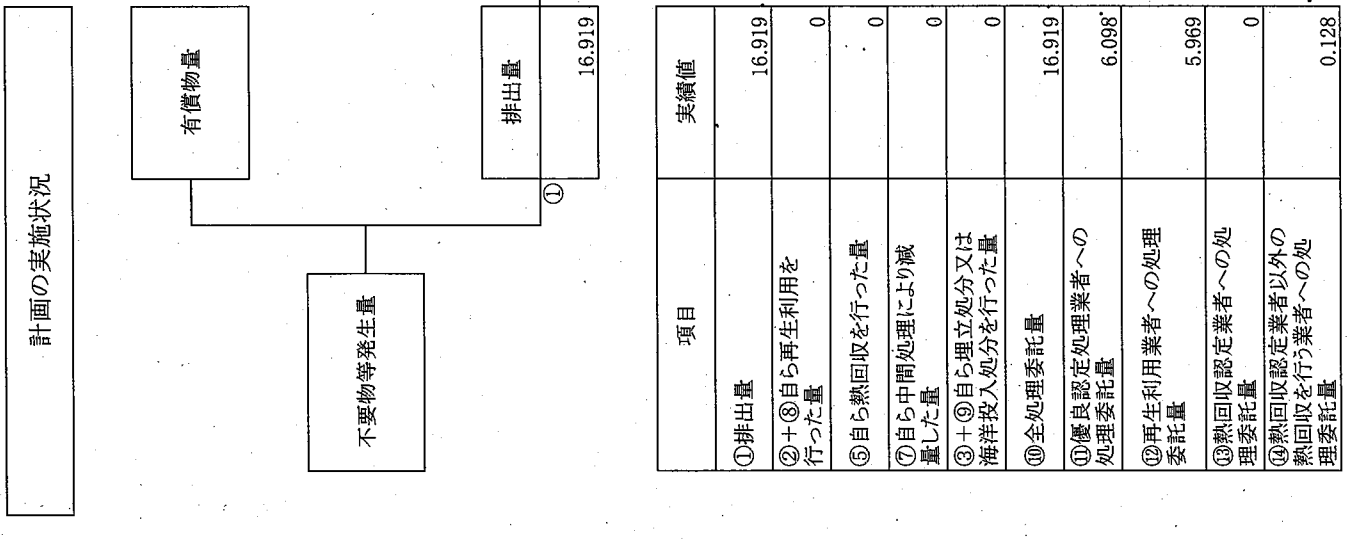 計画の実施状況
有償物量
不要物等発生量
排出量
①
16.919
項目
実績値
①排出量
16.919
②+⑧自ら再生利用を
行った量
0
⑤自ら熱回収を行った量
0
⑦自ら中間処理により減
量した量
0
③+⑨自ら埋立処分又は
海洋投入処分を行った量
0
⑩全処理委託量
16.919
⑪優良認定処理業者への
処理委託量
6.098
⑫再生利用業者への処理
委託量
5.969
⑬熱回収認定業者への処
理委託量
0
⑭熱回収認定業者以外の
熱回収を行う業者への処
理委託量
0.128